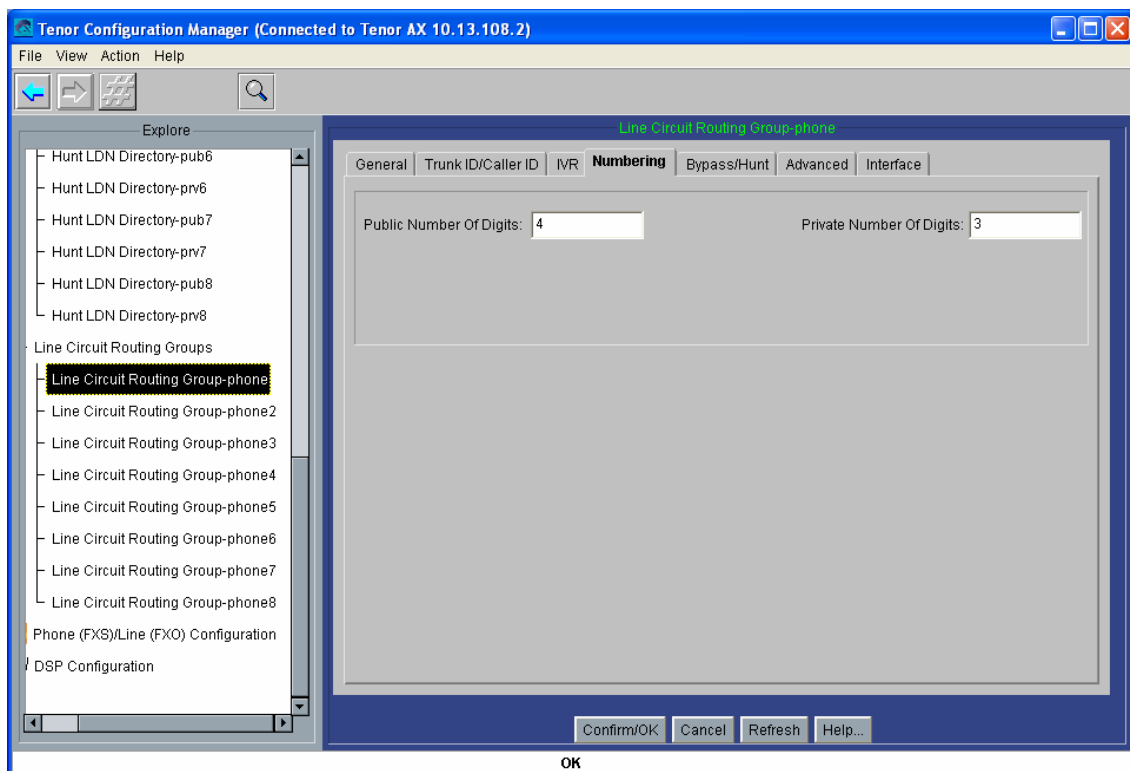 Tenor Configuration Manager (Connected to Tenor AX 10.13.108.2)
File View Action Help
Explore
Hunt LDN Directory-pub6
Hunt LDN Directory-prv6
Hunt LDN Directory-pub7
Hunt LDN Directory-prv7
Hunt LDN Directory-pub8
Hunt LDN Directory-prv8
Line Circuit Routing Groups
Line Circuit Routing Group-phone
Line Circuit Routing Group-phone2
Line Circuit Routing Group-phone3
Line Circuit Routing Group-phone4
Line Circuit Routing Group-phone5
Line Circuit Routing Group-phone6
Line Circuit Routing Group-phone7
Line Circuit Routing Group-phone8
Phone (FXS)/Line (FXO) Configuration
DSP Configuration
Line Circuit Routing Group-phone
General Trunk ID/Caller ID IVR Numbering Bypass/Hunt Advanced Interface
Public Number Of Digits: 4 Private Number Of Digits: 3
Confirm/OK Cancel Refresh Help...
OK